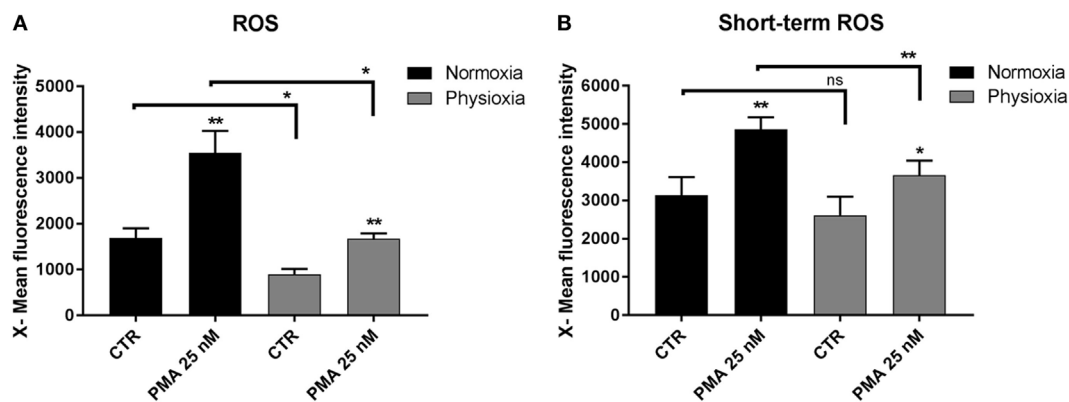 A
ROS
X- Mean fluorescence intensity
5000
4000
3000
2000
1000
0
*
*
**
**
Normoxia
Physioxia
CTR
PMA 25 nM
CTR
PMA 25 nM
B
Short-term ROS
X- Mean fluorescence intensity
6000
5000
4000
3000
2000
1000
0
**
ns
**
*
Normoxia
Physioxia
CTR
PMA 25 nM
CTR
PMA 25 nM